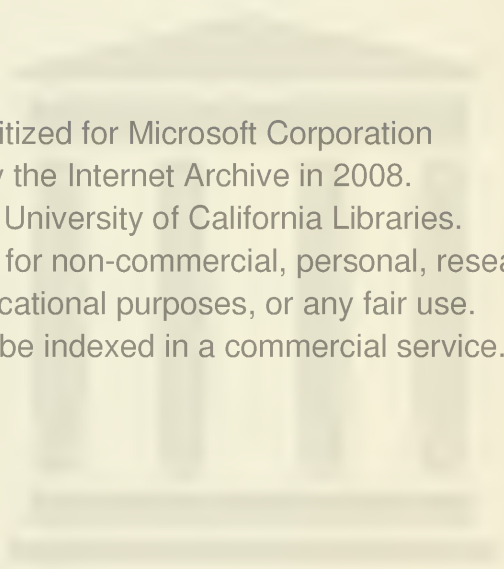 itized for Microsoft Corporation
y the Internet Archive in 2008.
University of California Libraries.
for non-commercial, personal, resea
cational purposes, or any fair use.
be indexed in a commercial service.